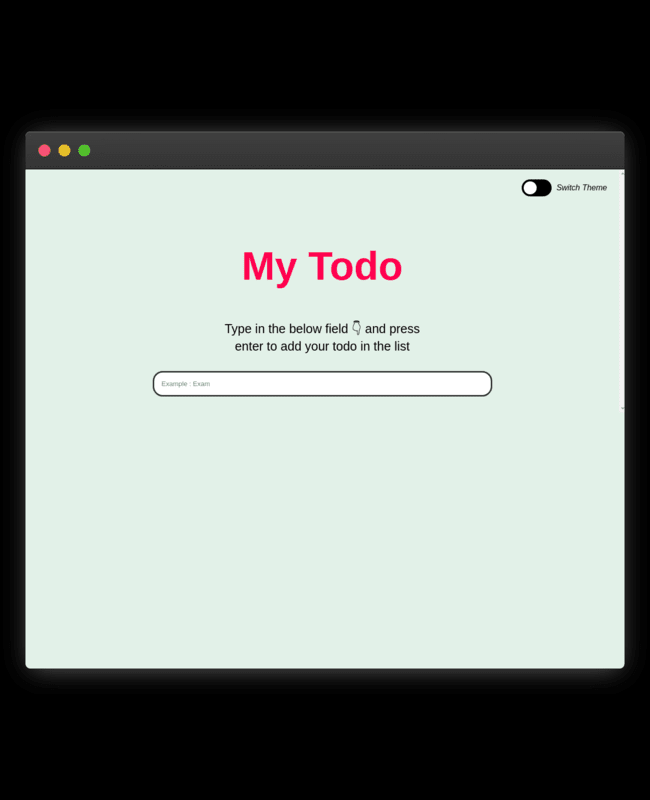 Switch Theme
My Todo
Type in the below field 👇 and press
enter to add your todo in the list
Example : Exam